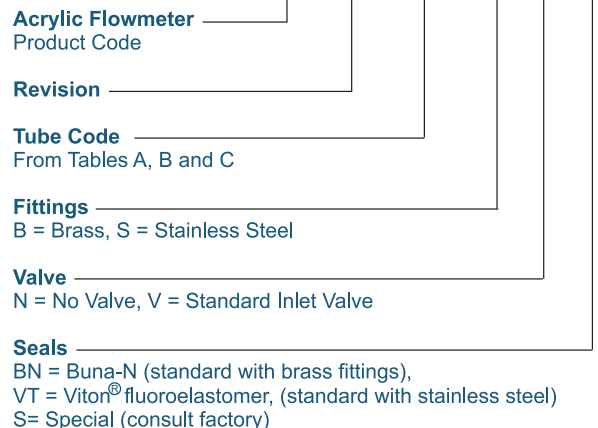 Acrylic Flowmeter
Product Code
Revision
Tube Code
From Tables A, B and C
Fittings
B = Brass, S = Stainless Steel
Valve
N = No Valve, V = Standard Inlet Valve
Seals
BN = Buna-N (standard with brass fittings),
VT = Viton® fluoroelastomer, (standard with stainless steel)
S= Special (consult factory)